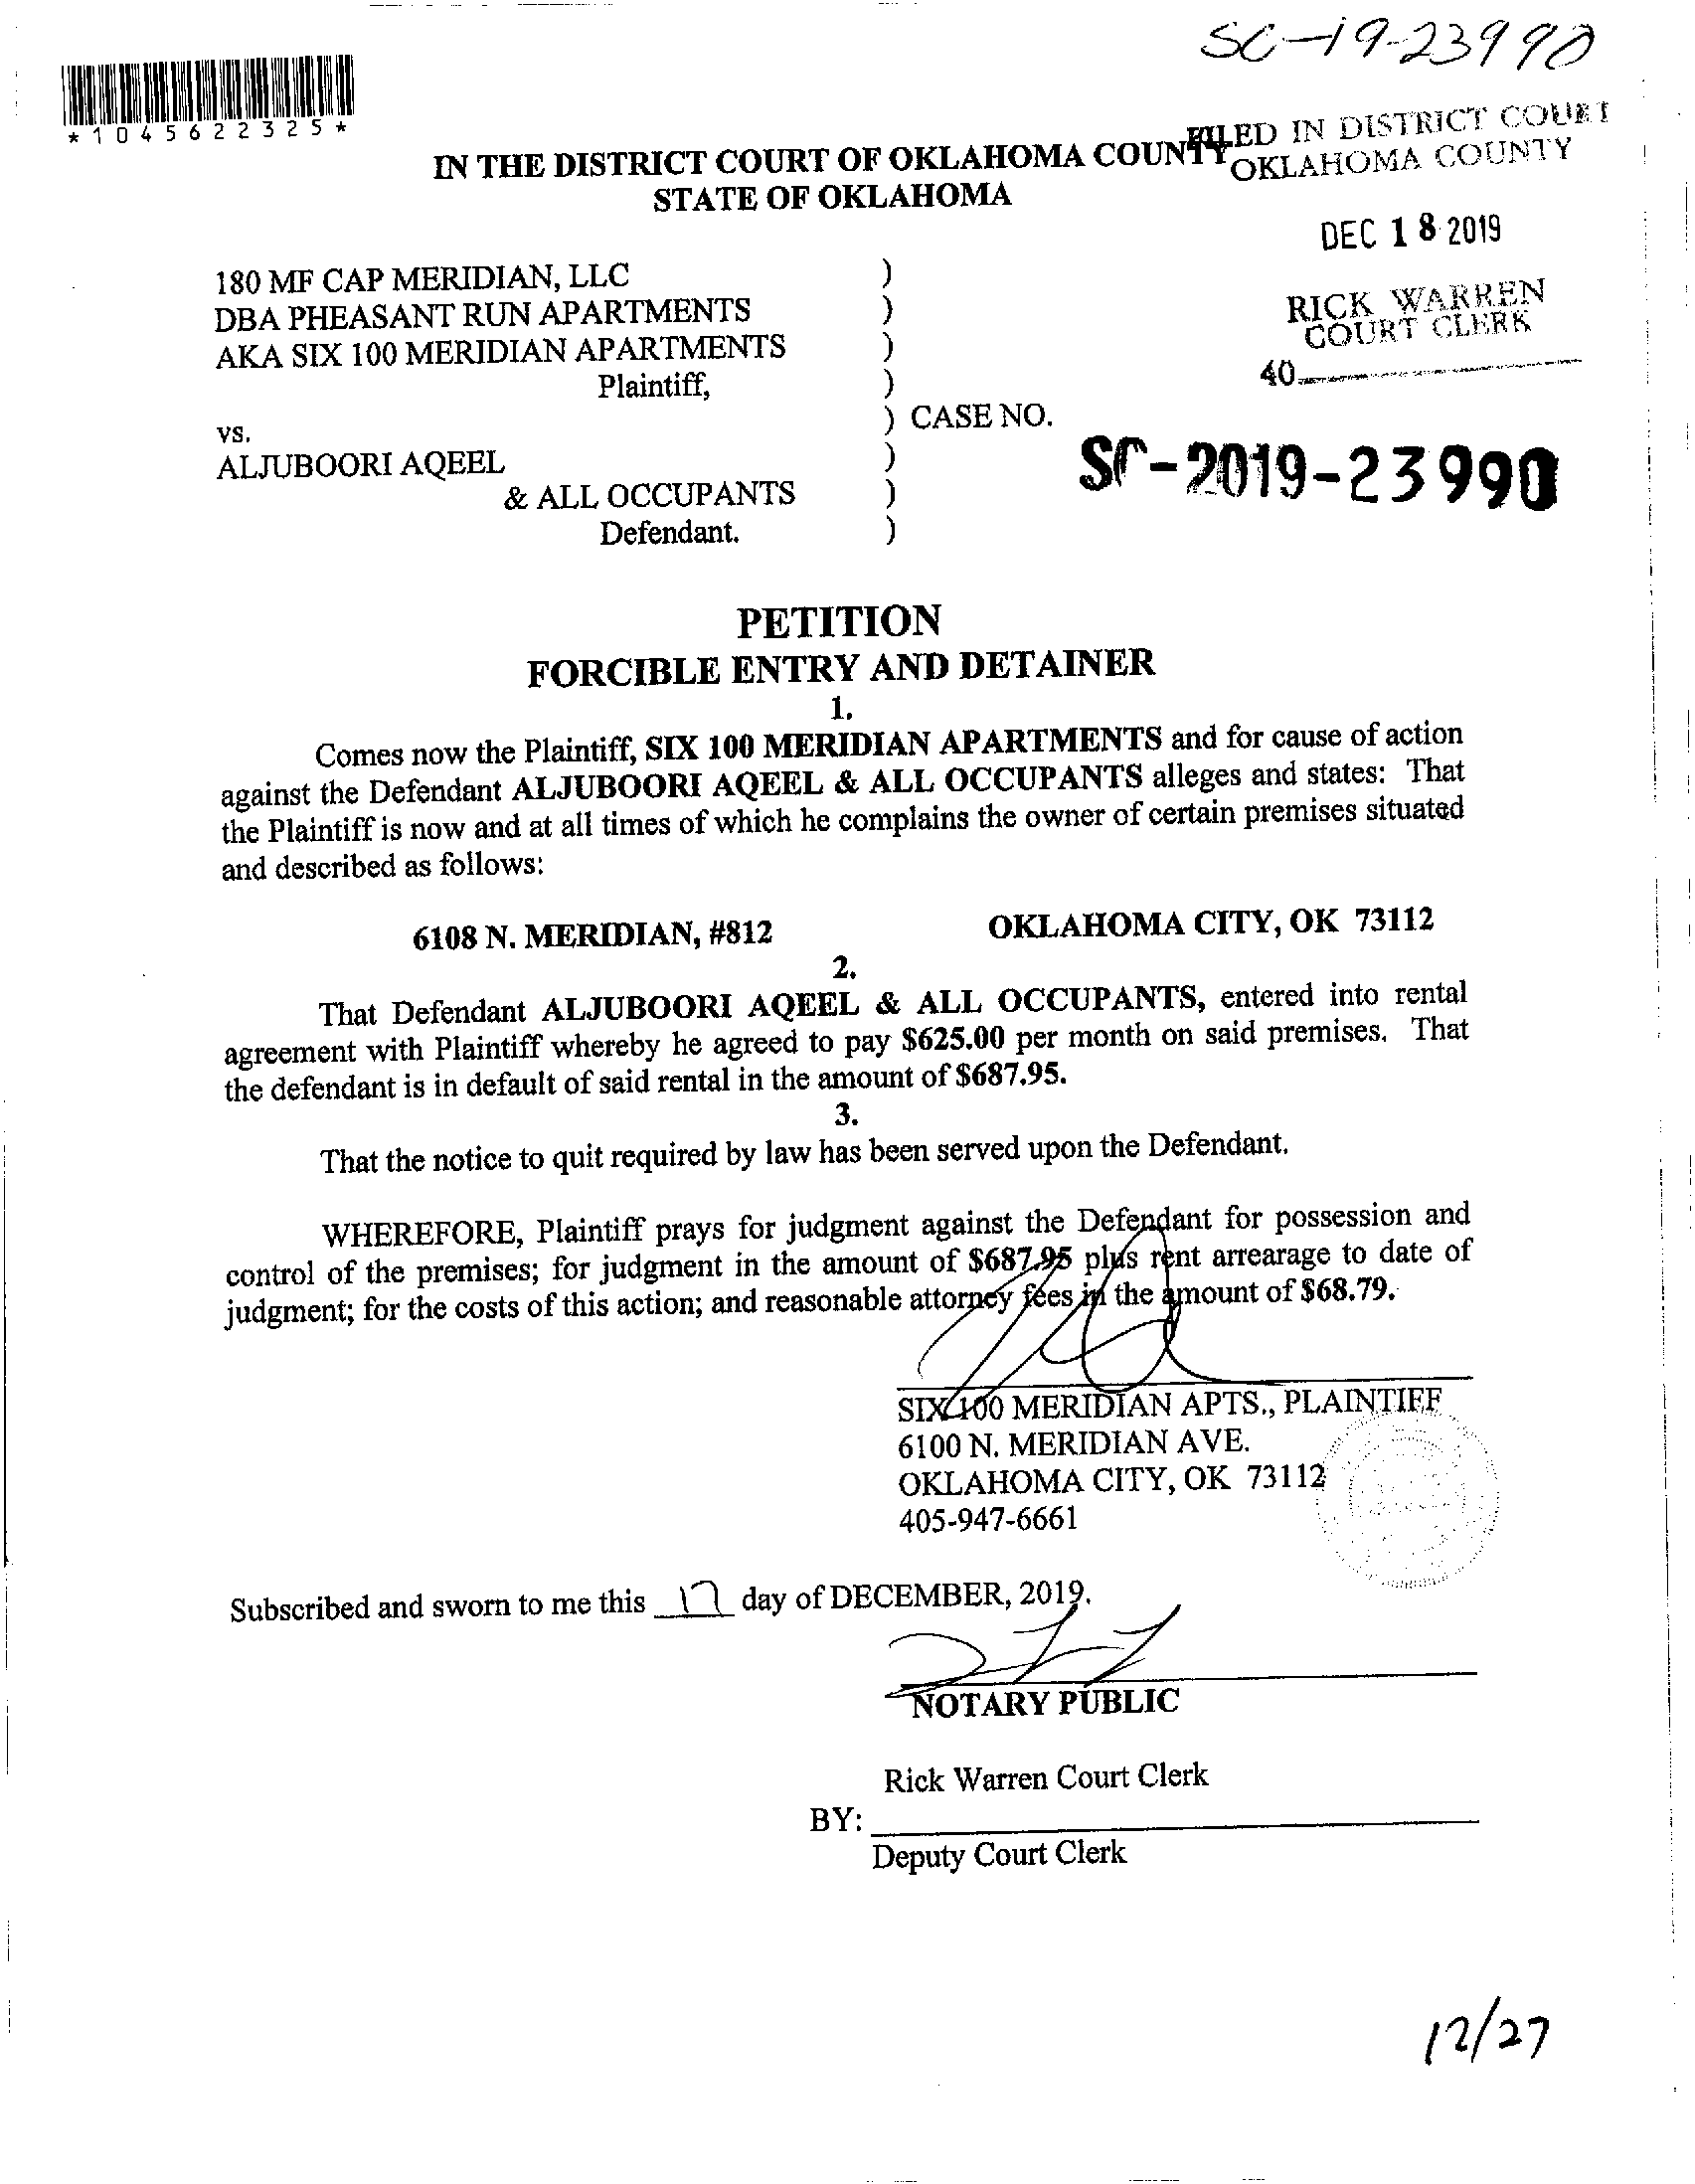 SC-19-23990
*1045622325*
FILED IN DISTRICT COURT
OKLAHOMA COUNTY
IN THE DISTRICT COURT OF OKLAHOMA COUNTY
STATE OF OKLAHOMA
DEC 18 2019
RICK WARREN
COURT CLERK
40
180 MF CAP MERIDIAN, LLC )
DBA PHEASANT RUN APARTMENTS )
AKA SIX 100 MERIDIAN APARTMENTS )
Plaintiff, )
) CASE NO.
vs.
ALJUBOORI AQEEL )
SC-2019-23990
& ALL OCCUPANTS )
Defendant. )
PETITION
FORCIBLE ENTRY AND DETAINER
1.
Comes now the Plaintiff, SIX 100 MERIDIAN APARTMENTS and for cause of action
against the Defendant ALJUBOORI AQEEL & ALL OCCUPANTS alleges and states: That
the Plaintiff is now and at all times of which he complains the owner of certain premises situated
and described as follows:
6108 N. MERIDIAN, #812 OKLAHOMA CITY, OK 73112
2.
That Defendant ALJUBOORI AQEEL & ALL OCCUPANTS, entered into rental
agreement with Plaintiff whereby he agreed to pay $625.00 per month on said premises. That
the defendant is in default of said rental in the amount of $687.95.
3.
That the notice to quit required by law has been served upon the Defendant.
WHEREFORE, Plaintiff prays for judgment against the Defendant for possession and
control of the premises; for judgment in the amount of $687.95 plus rent arrearage to date of
judgment; for the costs of this action; and reasonable attorney fees in the amount of $68.79.
SIX 100 MERIDIAN APTS., PLAINTIFF
6100 N. MERIDIAN AVE.
OKLAHOMA CITY, OK 73112
405-947-6661
Subscribed and sworn to me this 17 day of DECEMBER, 2019.
NOTARY PUBLIC
Rick Warren Court Clerk
BY:
Deputy Court Clerk
12/27